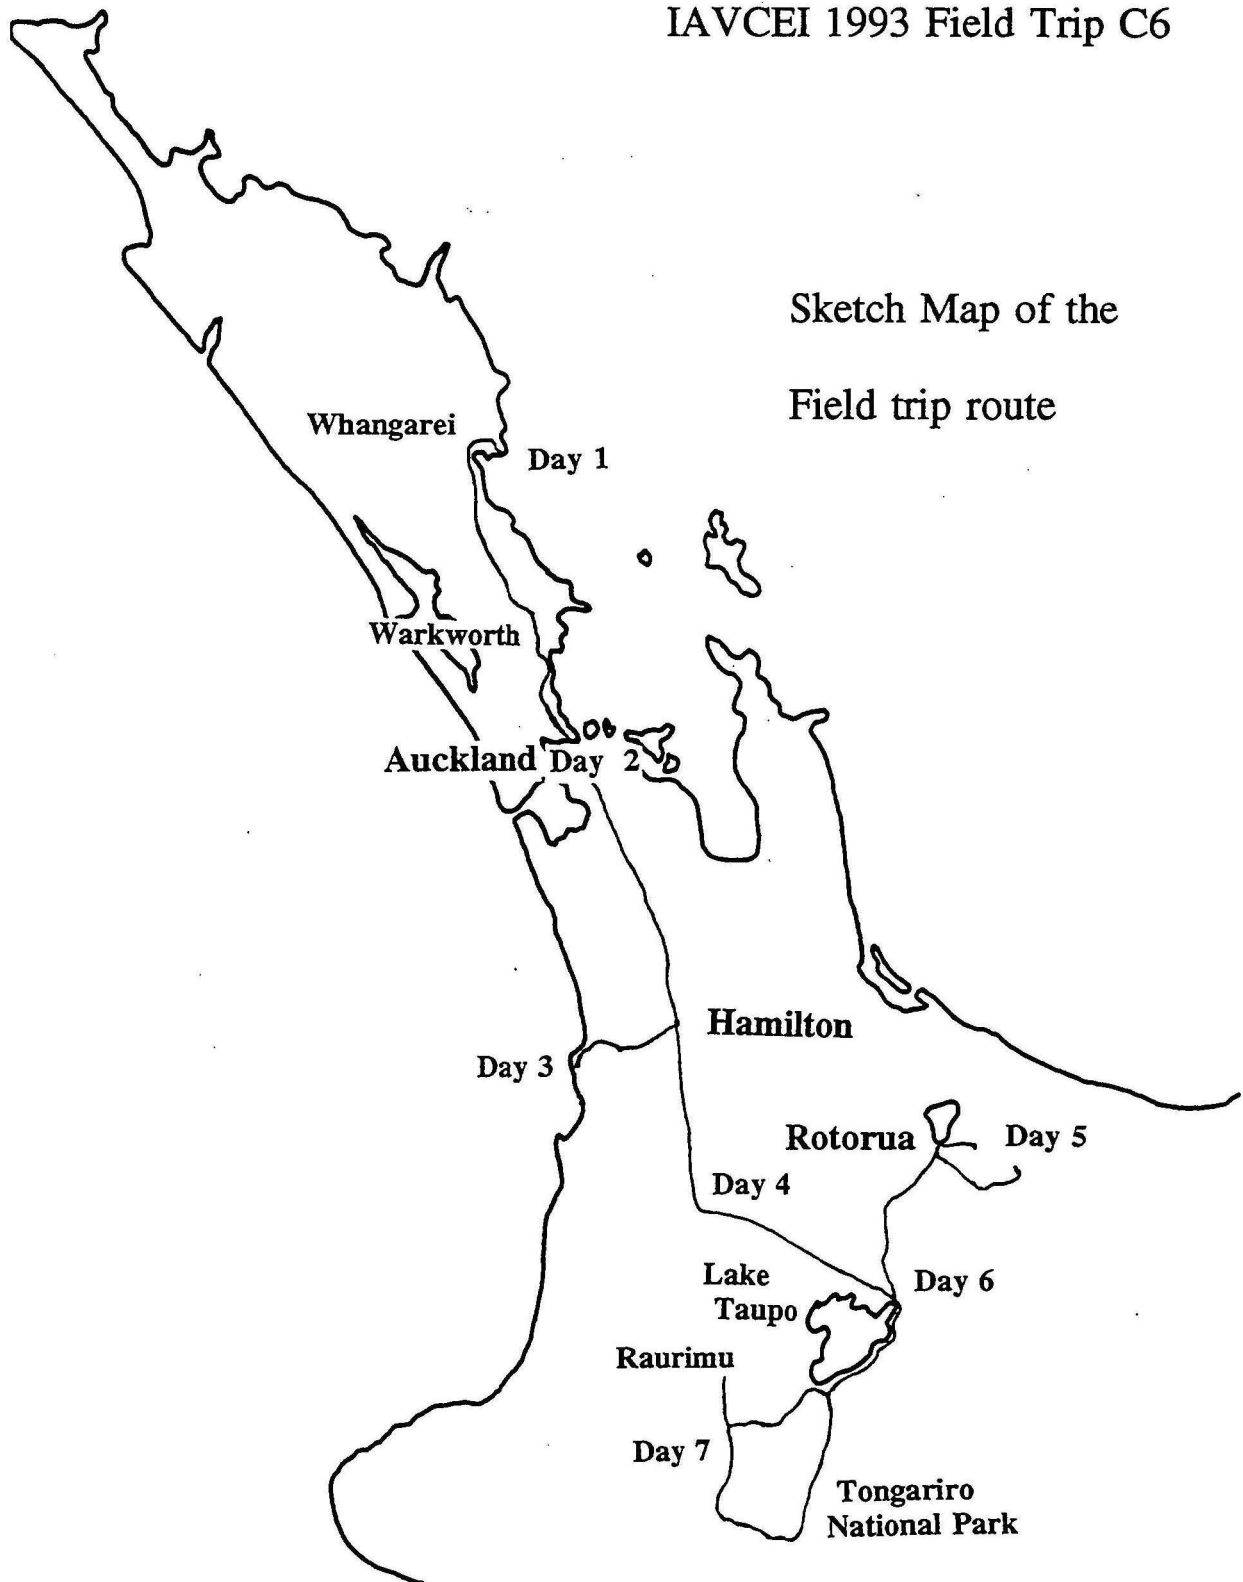 IAVCEI 1993 Field Trip C6
Sketch Map of the
Field trip route
Whangarei
Day 1
Warkworth
Auckland Day 2
Hamilton
Day 3
Rotorua
Day 5
Day 4
Lake
Taupo
Day 6
Raurimu
Day 7
Tongariro
National Park